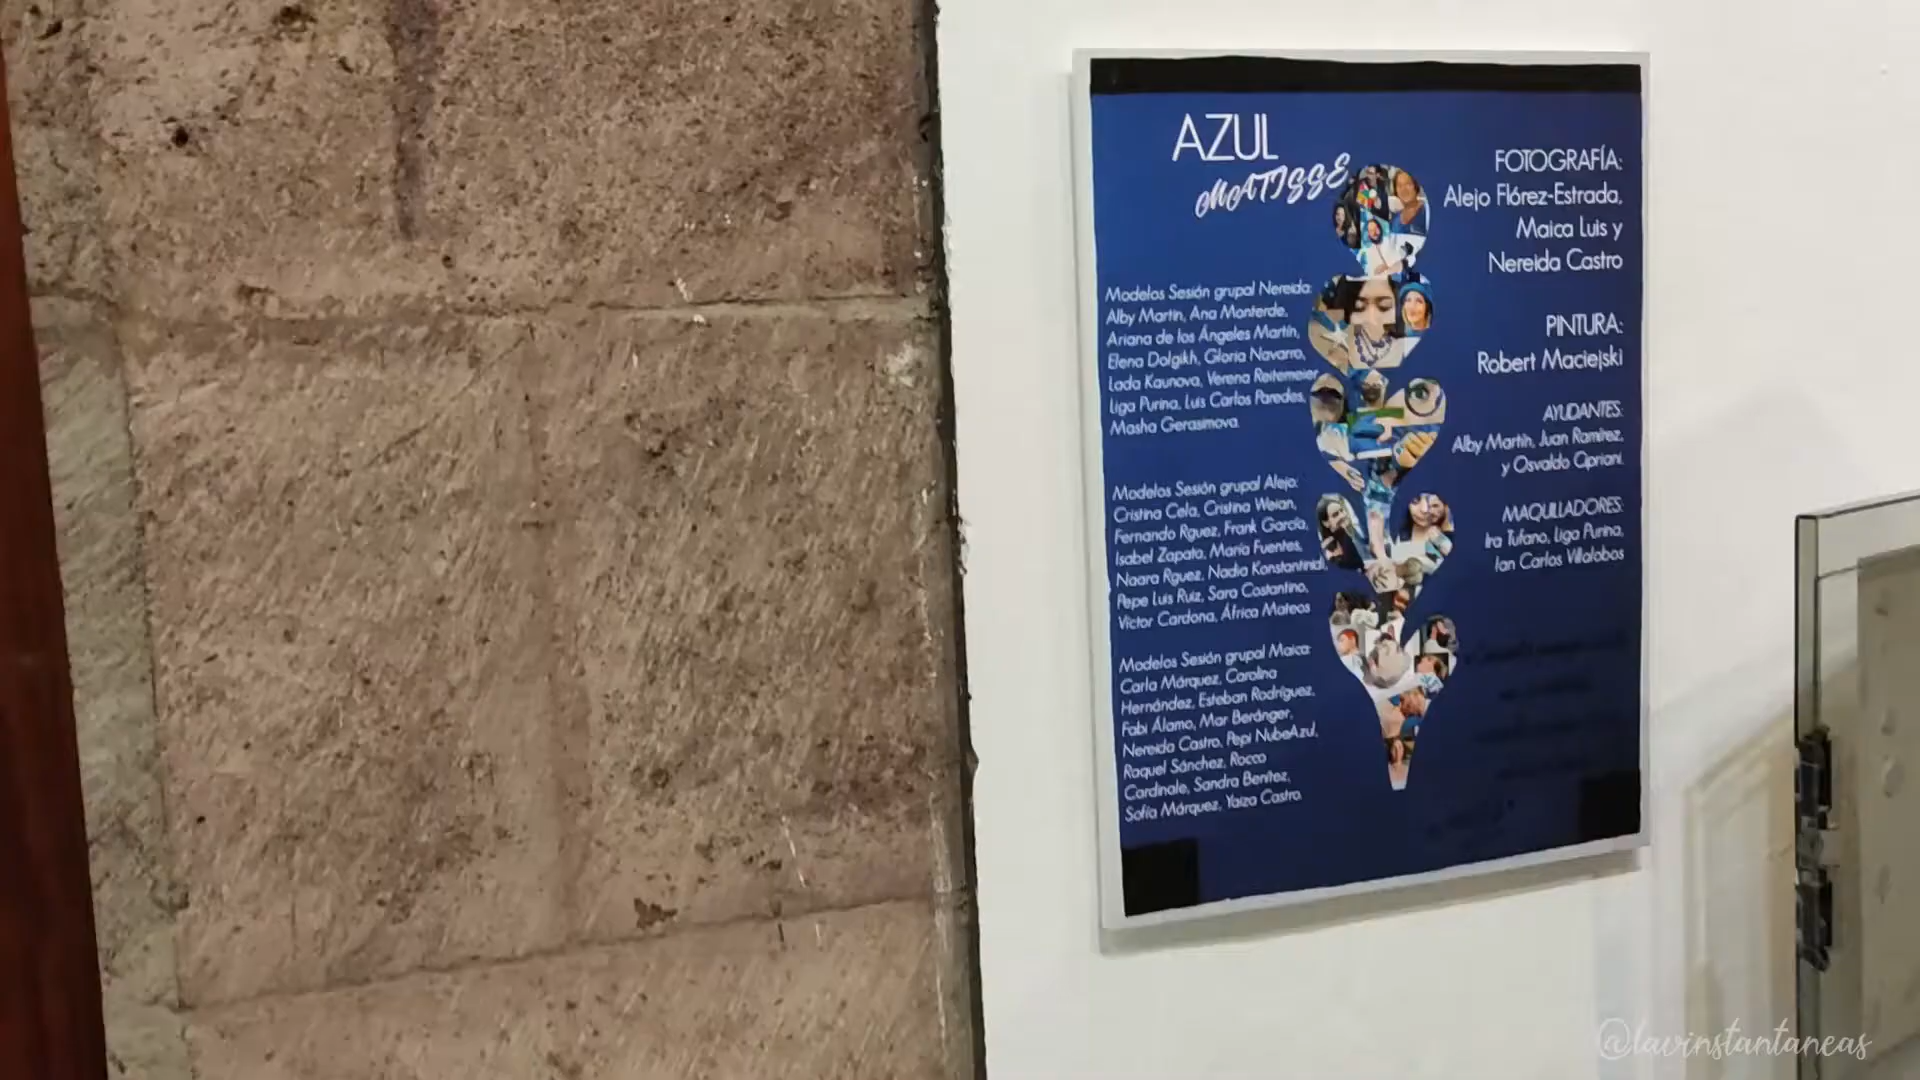 AZUL
MATISSE
Modelos Sesión grupal Nereida:
Alby Martin, Ana Monterde,
Ariana de los Ángeles Martín,
Elena Dolgikh, Gloria Navarro,
Lada Kaunova, Verena Reitemeier
Liga Purina, Luis Carlos Paredes,
Masha Gerasimova
Modelos Sesión grupal Alejo:
Cristina Cela, Cristina Weian,
Fernando Rguez, Frank García,
Isabel Zapata, María Fuentes,
Naara Rguez, Nadia Konstantinidi,
Pepe Luis Ruiz, Sara Costantino,
Víctor Cardona, África Mateos
Modelos Sesión grupal Maica:
Carla Márquez, Carolina
Hernández, Esteban Rodríguez,
Fabi Álamo, Mar Beránger,
Nereida Castro, Pepi NubeAzul,
Raquel Sánchez, Rocco
Cardinale, Sandra Benítez,
Sofía Márquez, Yaiza Castro
FOTOGRAFÍA:
Alejo Flórez-Estrada,
Maica Luis y
Nereida Castro
PINTURA:
Robert Maciejski
AYUDANTES:
Alby Martín, Juan Ramírez,
y Osvaldo Cipriani.
MAQUILLADORES:
Ira Tufano, Liga Purina,
Ian Carlos Villalobos
@lavinstantaneas